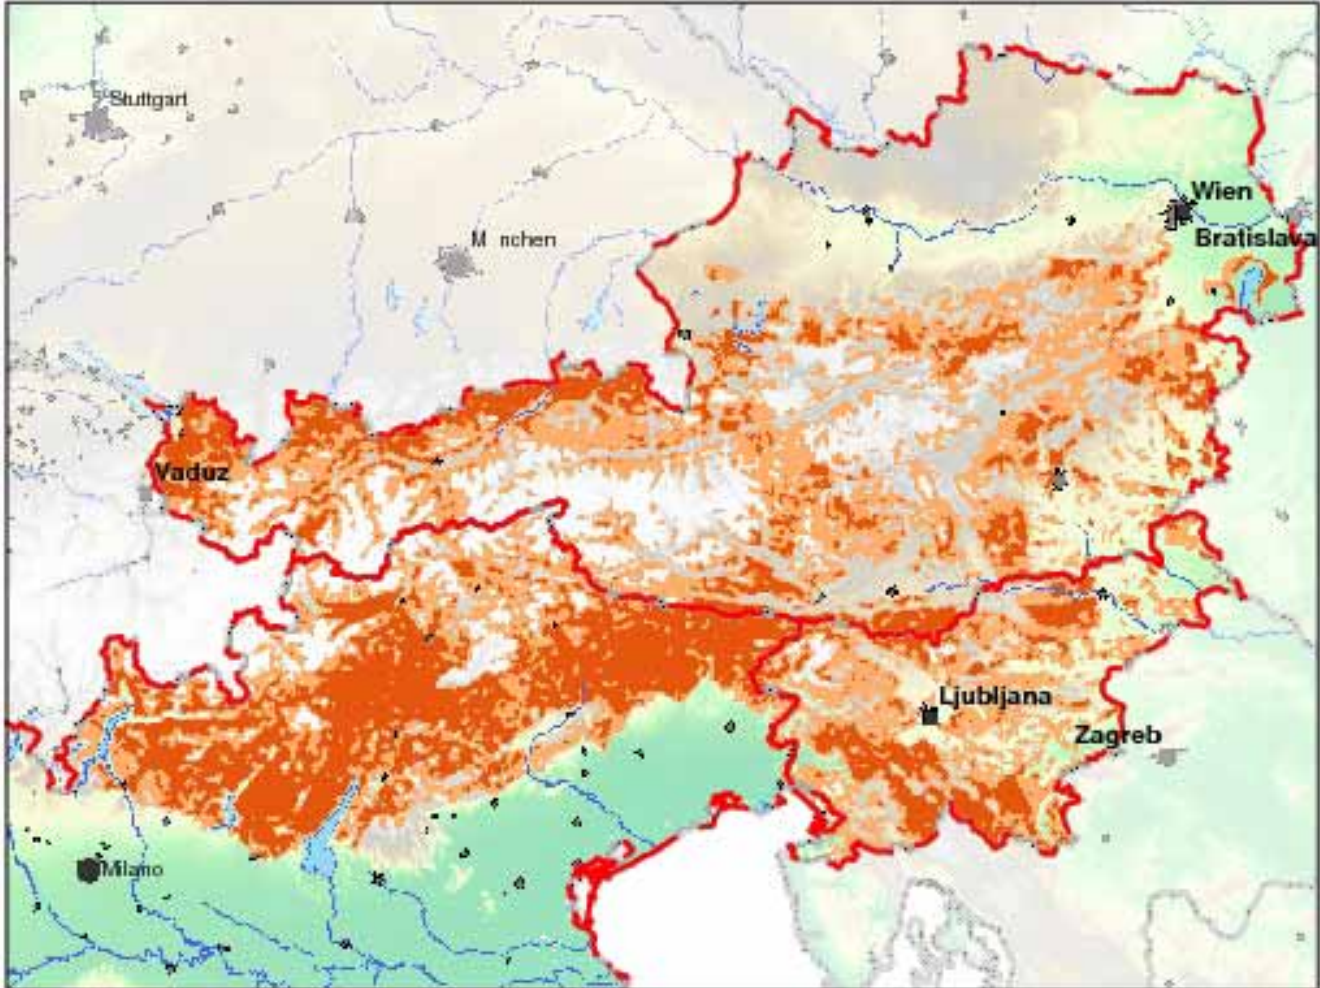 Stuttgart
Wien
M nchen
Bratislava
Vaduz
Ljubljana
Zagreb
Milano